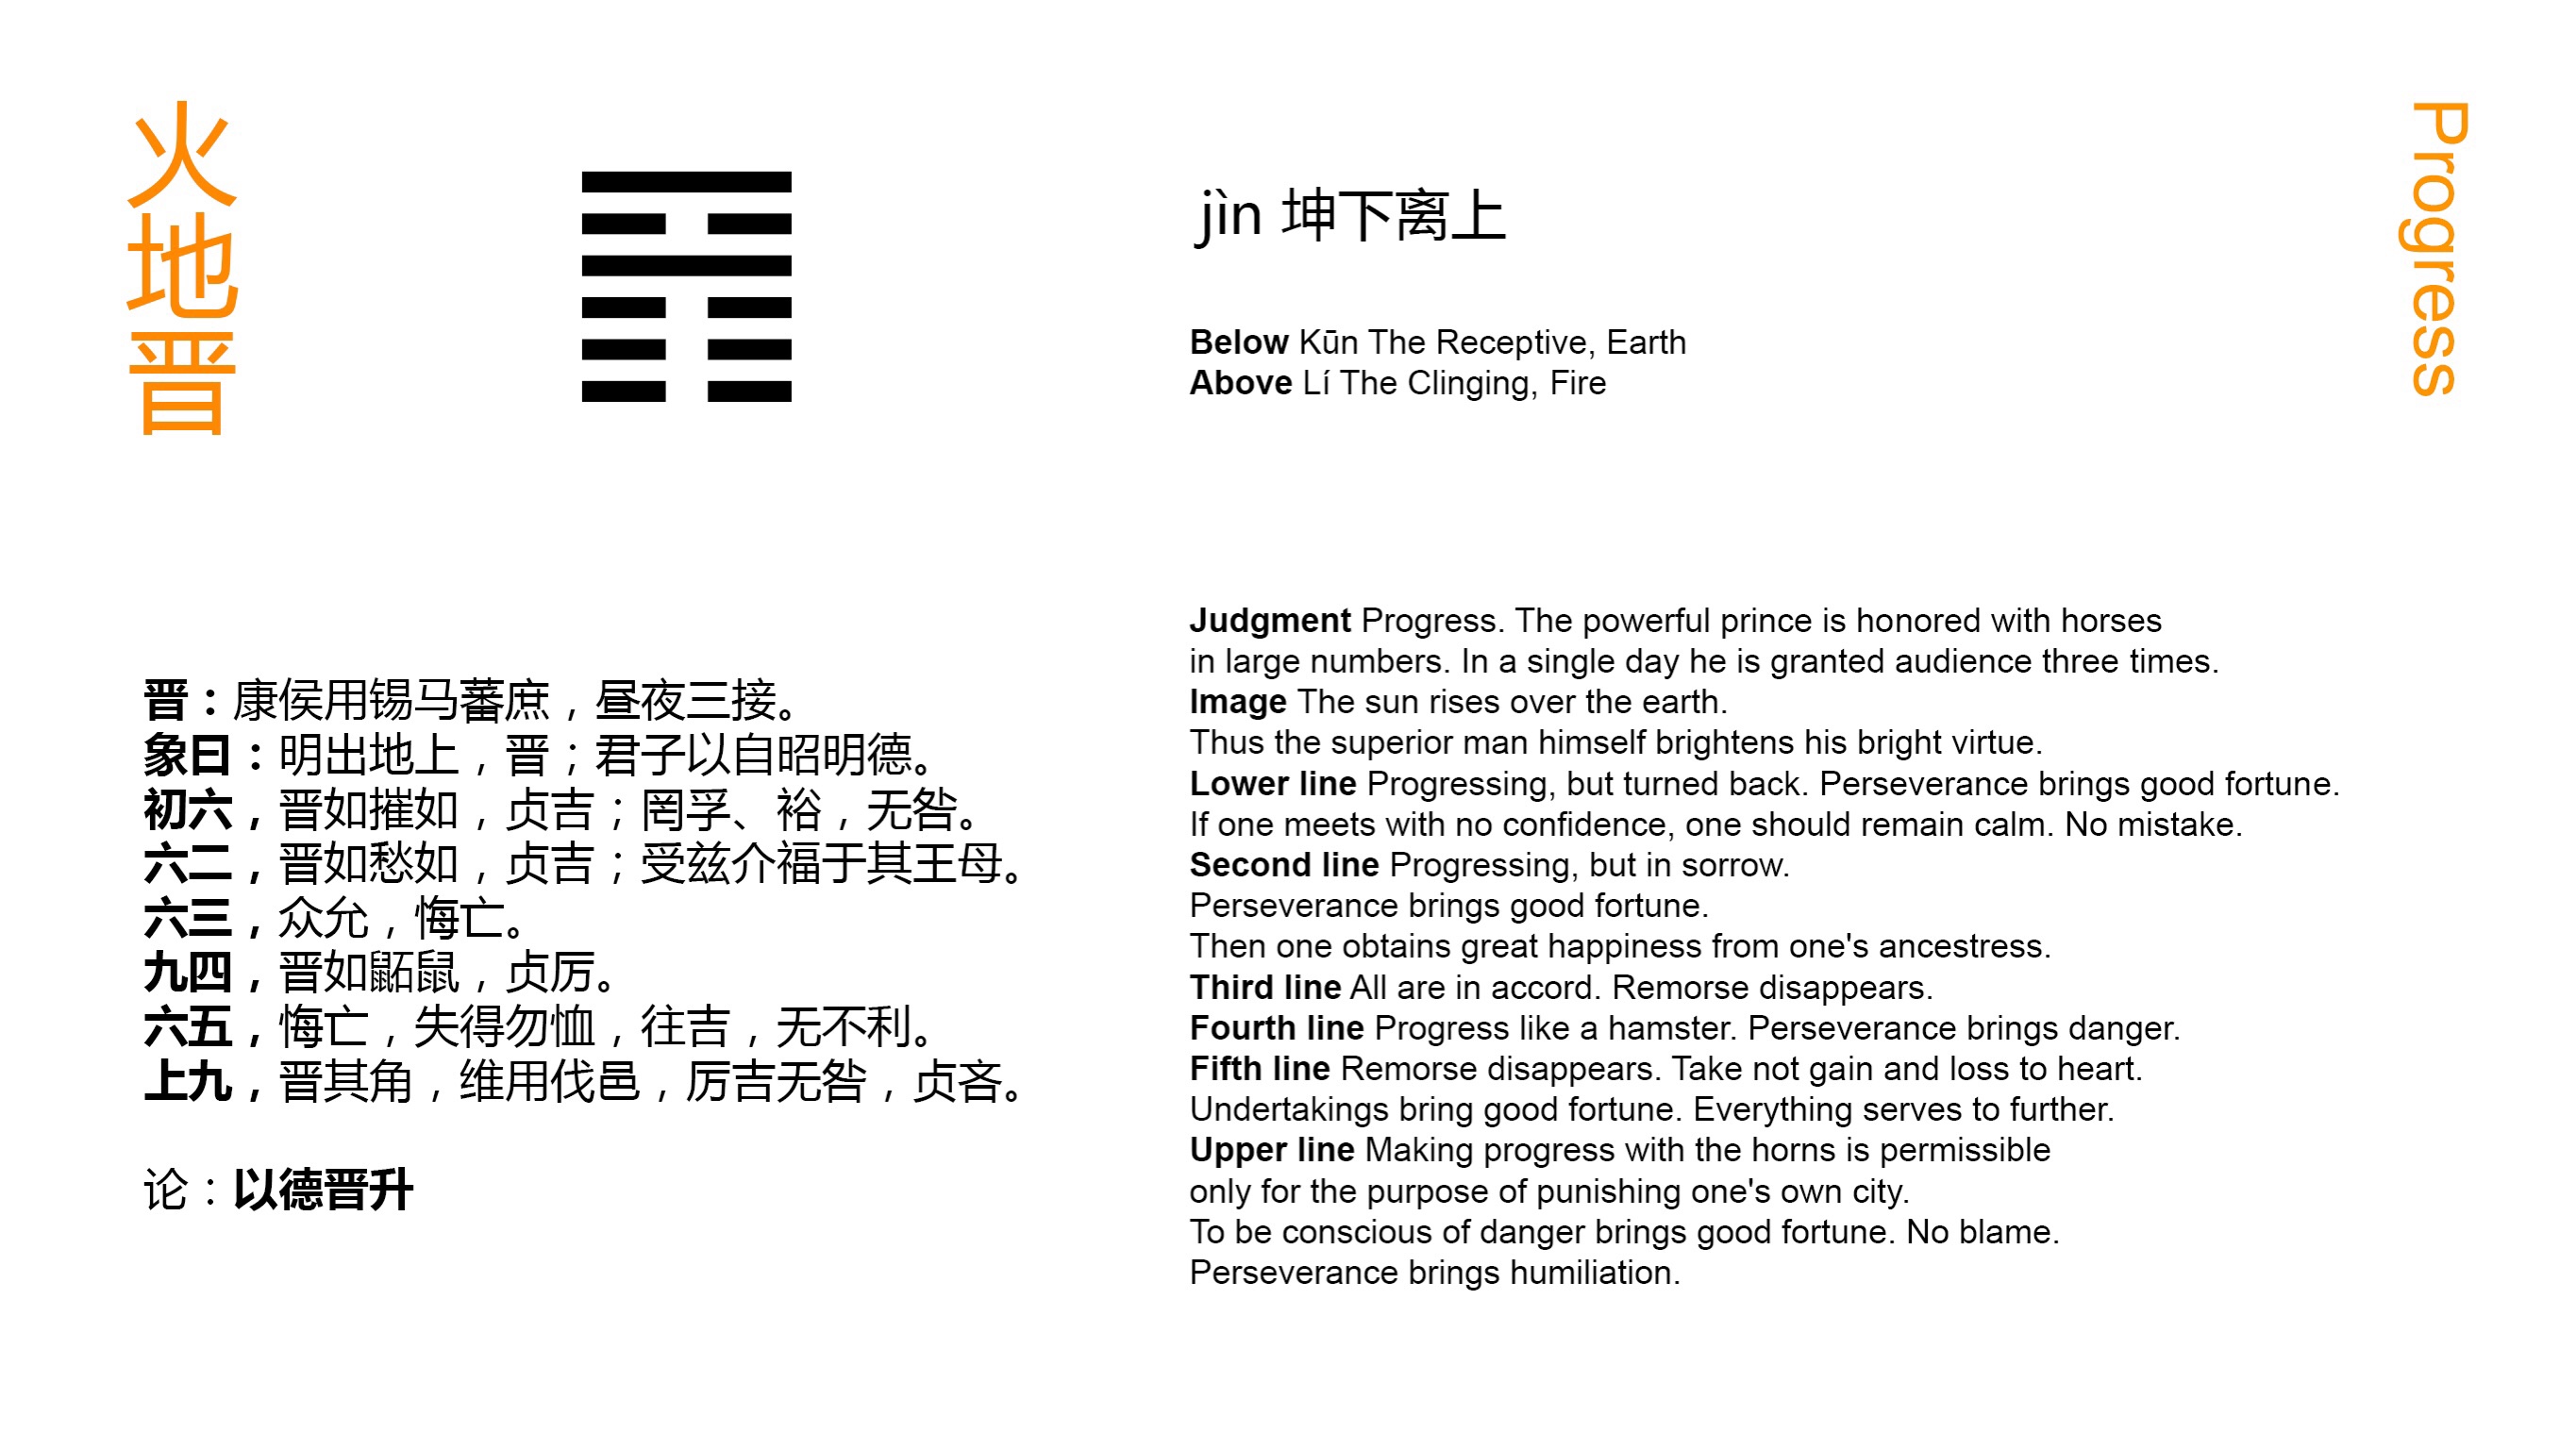 火地晋
jìn 坤下离上
Below Kūn The Receptive, Earth
Above Lí The Clinging, Fire
Progress
晋：康侯用锡马蕃庶，昼夜三接。
象曰：明出地上，晋；君子以自昭明德。
初六，晋如摧如，贞吉；罔孚、裕，无咎。
六二，晋如愁如，贞吉；受兹介福于其王母。
六三，众允，悔亡。
九四，晋如鼫鼠，贞厉。
六五，悔亡，失得勿恤，往吉，无不利。
上九，晋其角，维用伐邑，厉吉无咎，贞吝。
论：以德晋升
Judgment Progress. The powerful prince is honored with horses
in large numbers. In a single day he is granted audience three times.
Image The sun rises over the earth.
Thus the superior man himself brightens his bright virtue.
Lower line Progressing, but turned back. Perseverance brings good fortune.
If one meets with no confidence, one should remain calm. No mistake.
Second line Progressing, but in sorrow.
Perseverance brings good fortune.
Then one obtains great happiness from one's ancestress.
Third line All are in accord. Remorse disappears.
Fourth line Progress like a hamster. Perseverance brings danger.
Fifth line Remorse disappears. Take not gain and loss to heart.
Undertakings bring good fortune. Everything serves to further.
Upper line Making progress with the horns is permissible
only for the purpose of punishing one's own city.
To be conscious of danger brings good fortune. No blame.
Perseverance brings humiliation.